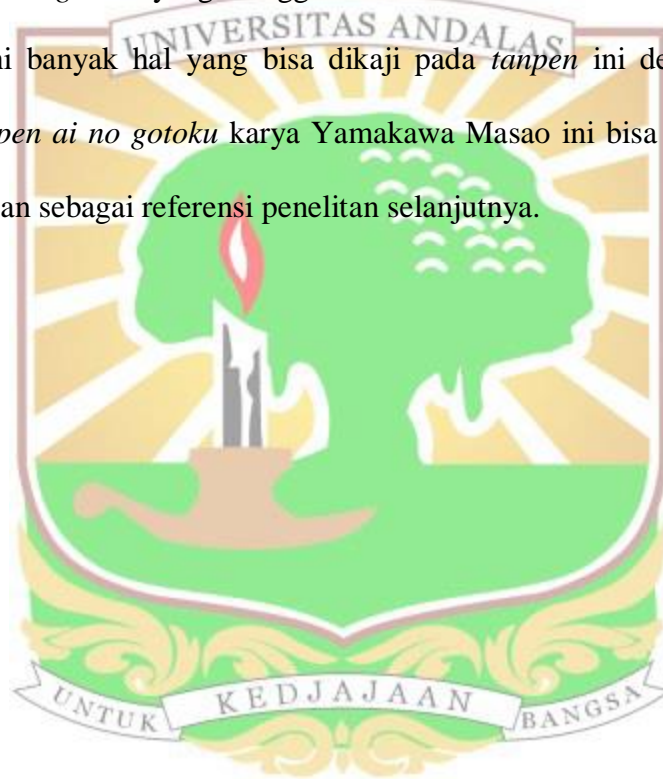 UNIVERSITAS ANDALAS
ni banyak hal yang bisa dikaji pada tanpen ini de
pen ai no gotoku karya Yamakawa Masao ini bisa
an sebagai referensi penelitan selanjutnya.
UNTUK KEDJAJAAN BANGSA